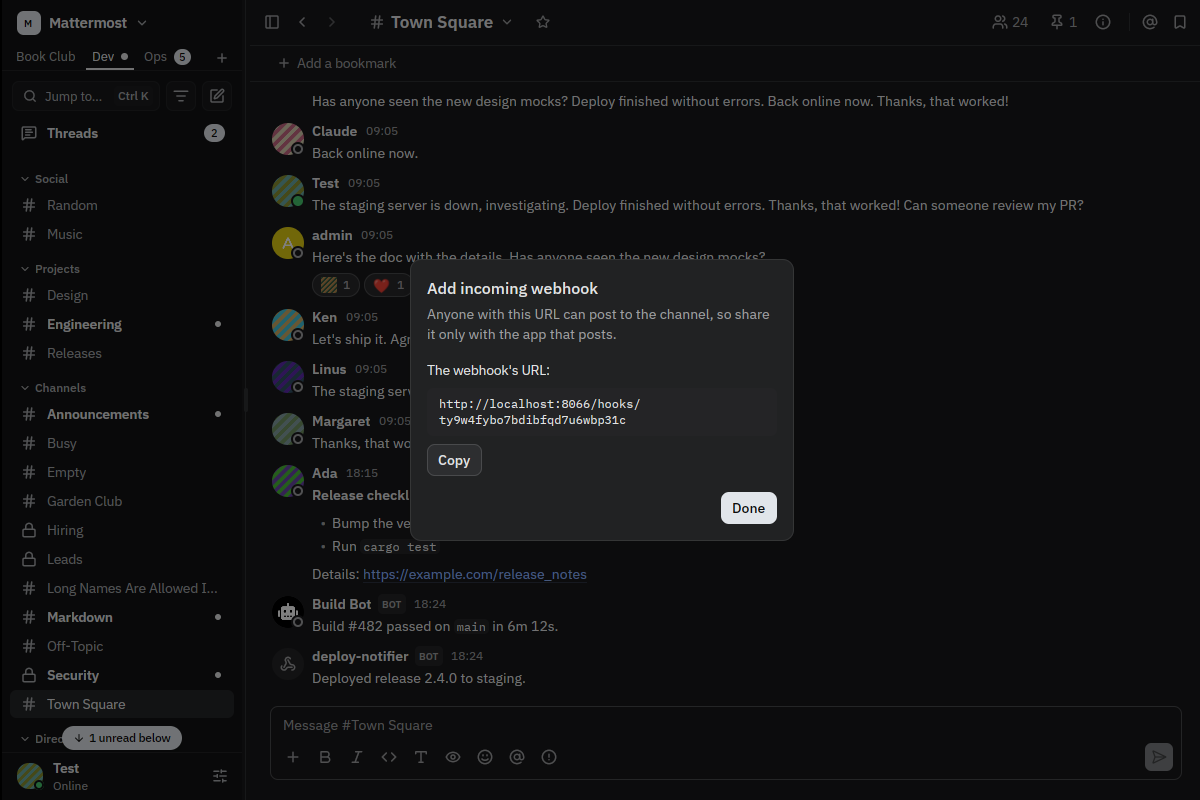 M Mattermost
Book Club Dev Ops 5
Jump to... Ctrl K
Threads 2
Social
Random
Music
Projects
Design
Engineering
Releases
Channels
Announcements
Busy
Empty
Garden Club
Hiring
Leads
Long Names Are Allowed I...
Markdown
Off-Topic
Security
Town Square
Direc
1 unread below
Test
Online
# Town Square
24 1
Add a bookmark
Has anyone seen the new design mocks? Deploy finished without errors. Back online now. Thanks, that worked!
Claude 09:05
Back online now.
Test 09:05
The staging server is down, investigating. Deploy finished without errors. Thanks, that worked! Can someone review my PR?
A admin 09:05
Here's the doc with the details. Has anyone seen the new design mocks?
1 ❤️ 1
Ken 09:05
Let's ship it. Agr
Linus 09:05
The staging serv
Margaret 09:05
Thanks, that wo
Ada 18:15
Release checkl
• Bump the ve
• Run cargo test
Details: https://example.com/release_notes
Build Bot BOT 18:24
Build #482 passed on main in 6m 12s.
deploy-notifier BOT 18:24
Deployed release 2.4.0 to staging.
Message #Town Square
Add incoming webhook
Anyone with this URL can post to the channel, so share
it only with the app that posts.
The webhook's URL:
http://localhost:8066/hooks/
ty9w4fybo7bdibfqd7u6wbp31c
Copy
Done